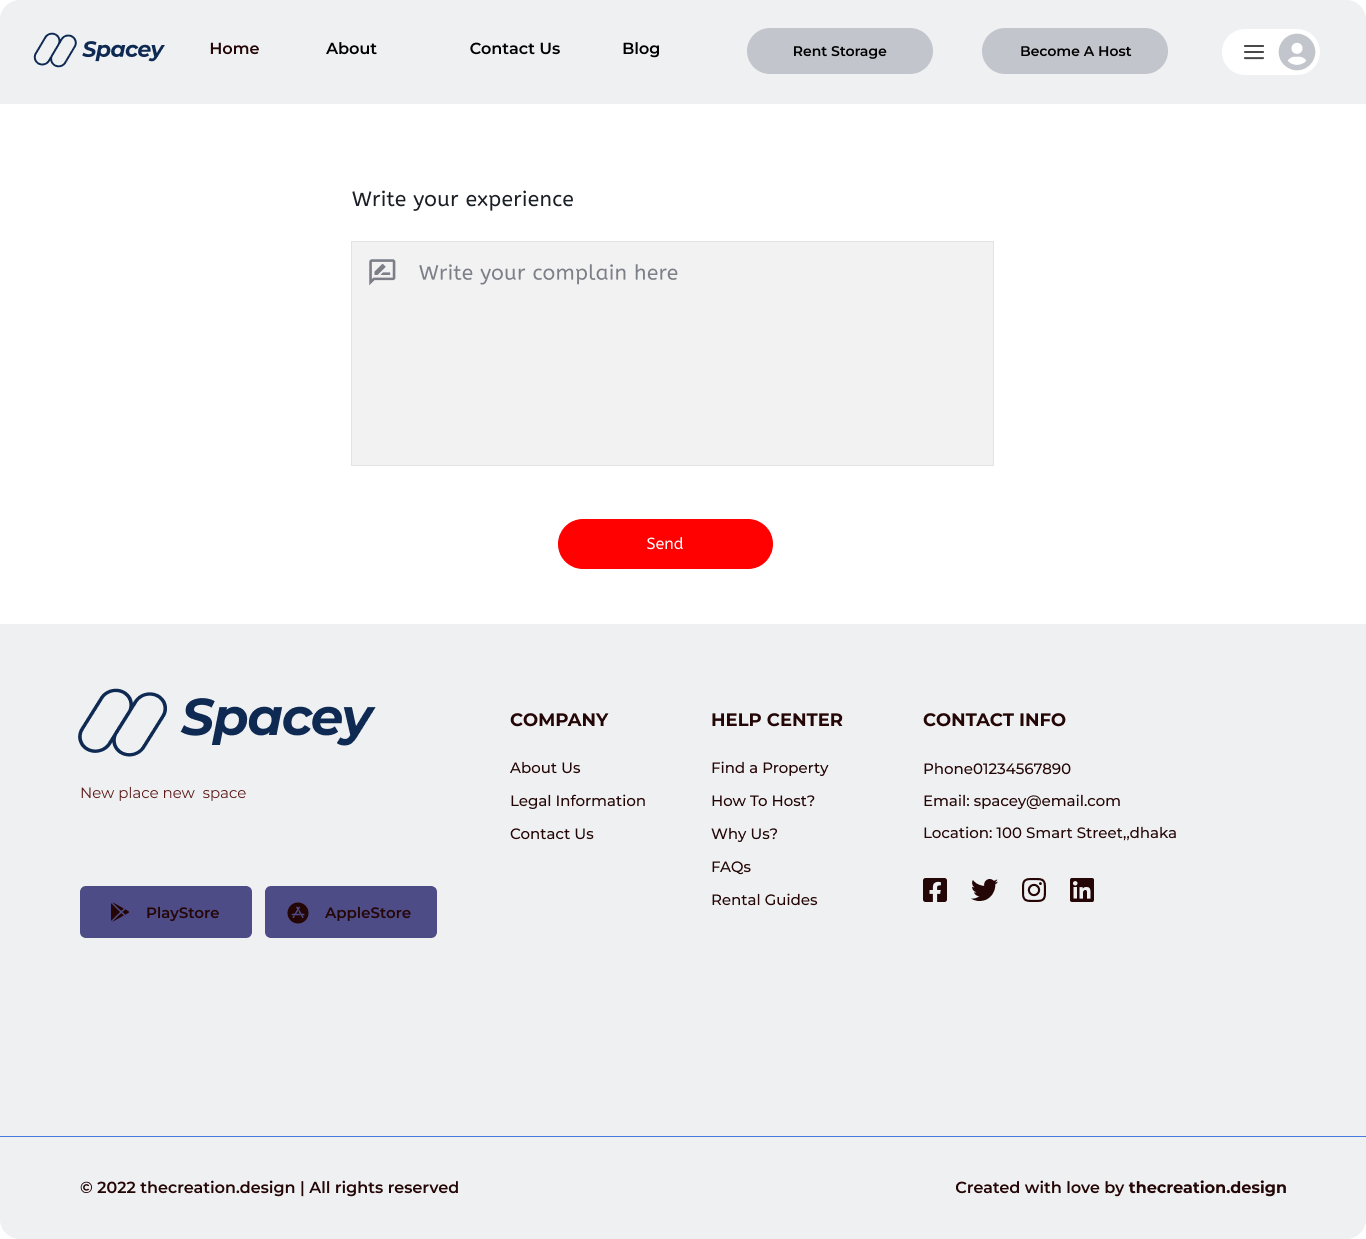 Spacey
Home
About
Contact Us
Blog
Rent Storage
Become A Host
Write your experience
Write your complain here
Send
Spacey
New place new  space
PlayStore
AppleStore
COMPANY
About Us
Legal Information
Contact Us
HELP CENTER
Find a Property
How To Host?
Why Us?
FAQs
Rental Guides
CONTACT INFO
Phone01234567890
Email: spacey@email.com
Location: 100 Smart Street,,dhaka
© 2022 thecreation.design | All rights reserved
Created with love by thecreation.design